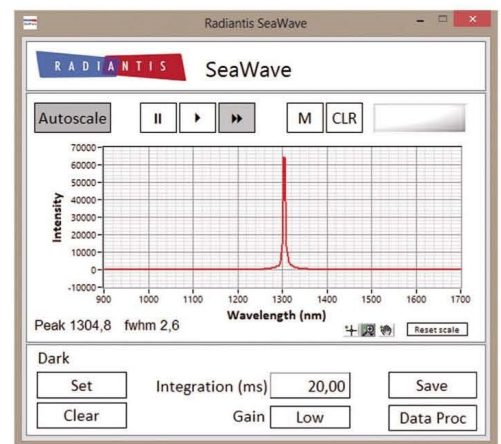 Radiantis SeaWave
RADIANTIS SeaWave
Autoscale M CLR
70000
60000
50000
40000
30000
20000
10000
0
-10000
Intensity
900 1000 1100 1200 1300 1400 1500 1600 1700
Wavelength (nm)
Peak 1304,8 fwhm 2,6
Reset scale
Dark
Set Integration (ms) 20,00 Save
Clear Gain Low Data Proc